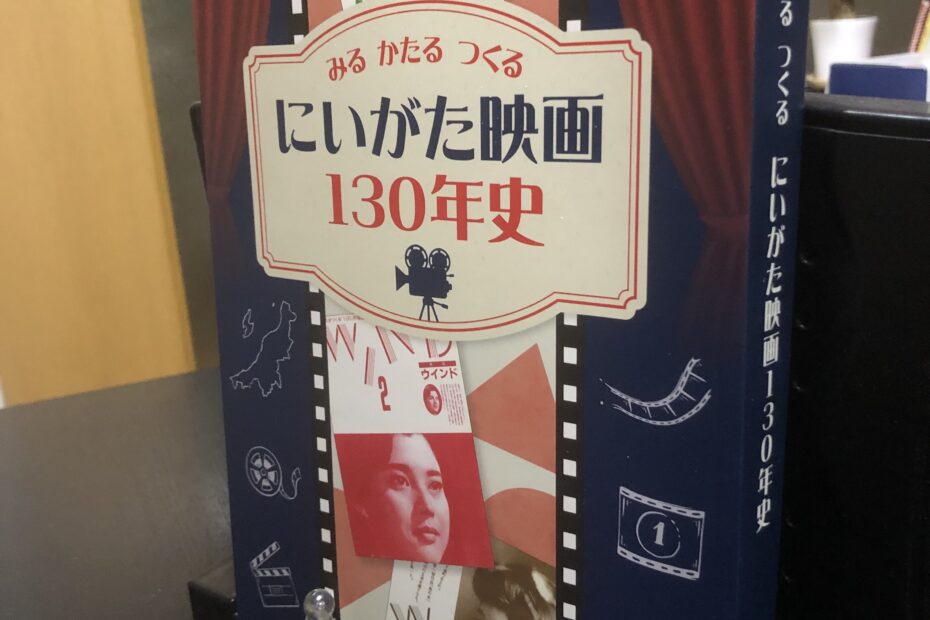 みる かたる つくる
にいがた映画
130年史
WIND
ウインド
2
1
る つくる にいがた映画130年史
W